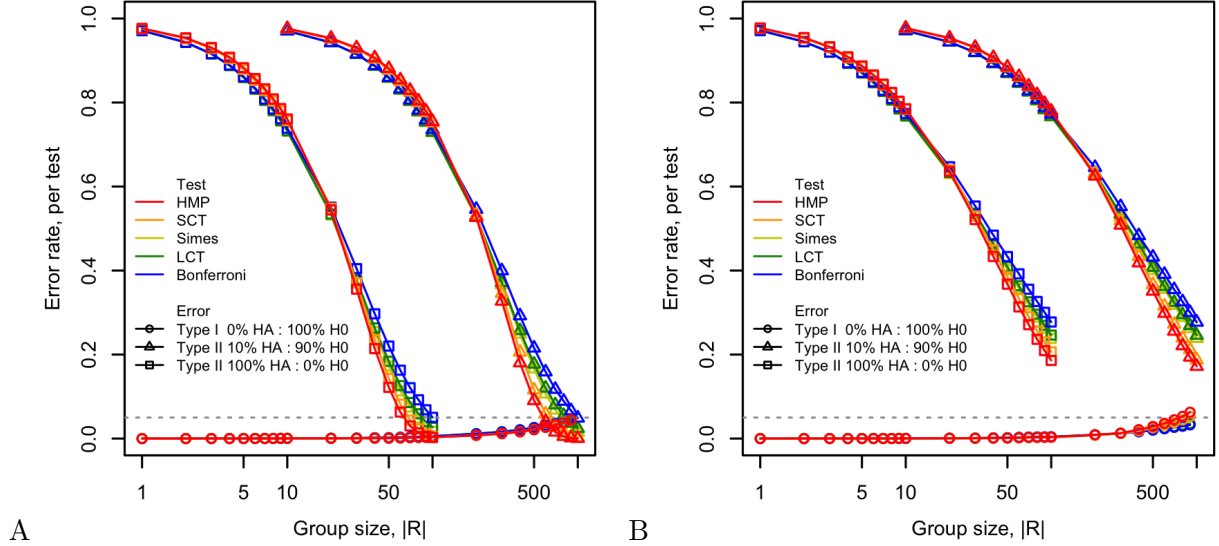 1.0
0.8
0.6
0.4
0.2
0.0
Error rate, per test
Test
HMP
SCT
Simes
LCT
Bonferroni
Error
Type I 0% HA : 100% H0
Type II 10% HA : 90% H0
Type II 100% HA : 0% H0
1 5 10 50 500
Group size, |R|
A
1.0
0.8
0.6
0.4
0.2
0.0
Error rate, per test
Test
HMP
SCT
Simes
LCT
Bonferroni
Error
Type I 0% HA : 100% H0
Type II 10% HA : 90% H0
Type II 100% HA : 0% H0
1 5 10 50 500
Group size, |R|
B